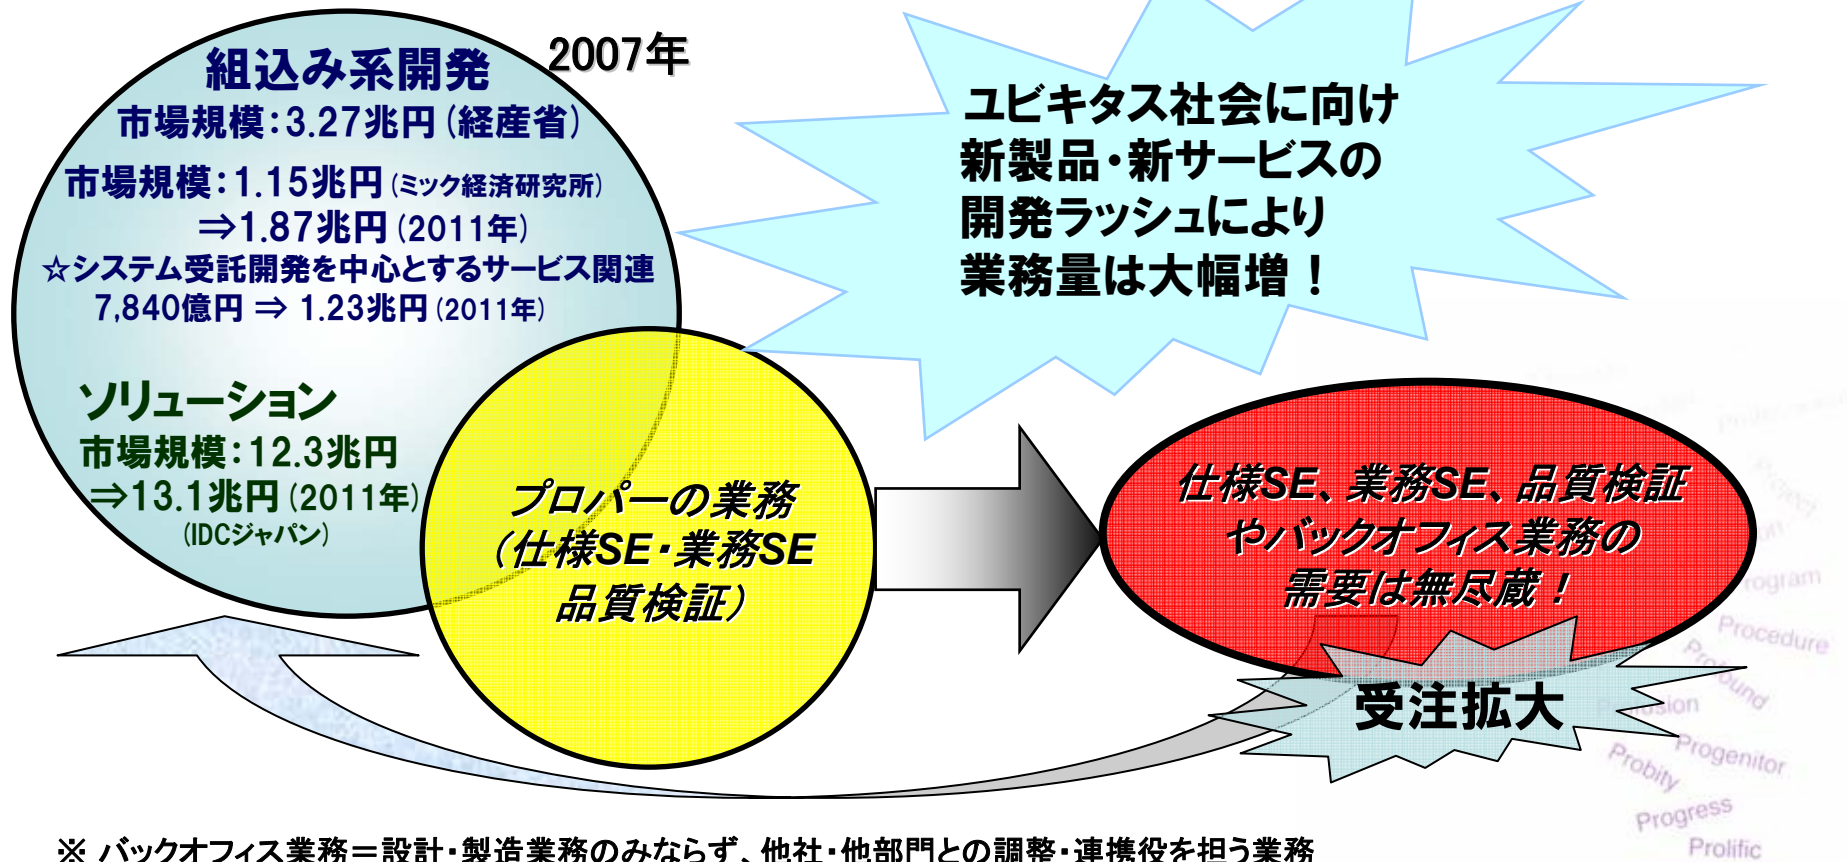 2007年
組込み系開発
市場規模：3.27兆円（経産省）
市場規模：1.15兆円（ミック経済研究所）
⇒1.87兆円（2011年）
☆システム受託開発を中心とするサービス関連
7,840億円 ⇒ 1.23兆円（2011年）
ソリューション
市場規模：12.3兆円
⇒13.1兆円（2011年）
（IDCジャパン）
ユビキタス社会に向け
新製品・新サービスの
開発ラッシュにより
業務量は大幅増！
プロパーの業務
（仕様SE・業務SE
品質検証）
仕様SE、業務SE、品質検証
やバックオフィス業務の
需要は無尽蔵！
受注拡大
Project
Procedure
Profound
Progenitor
Probity
Progress
Prolific
※ バックオフィス業務＝設計・製造業務のみならず、他社・他部門との調整・連携役を担う業務